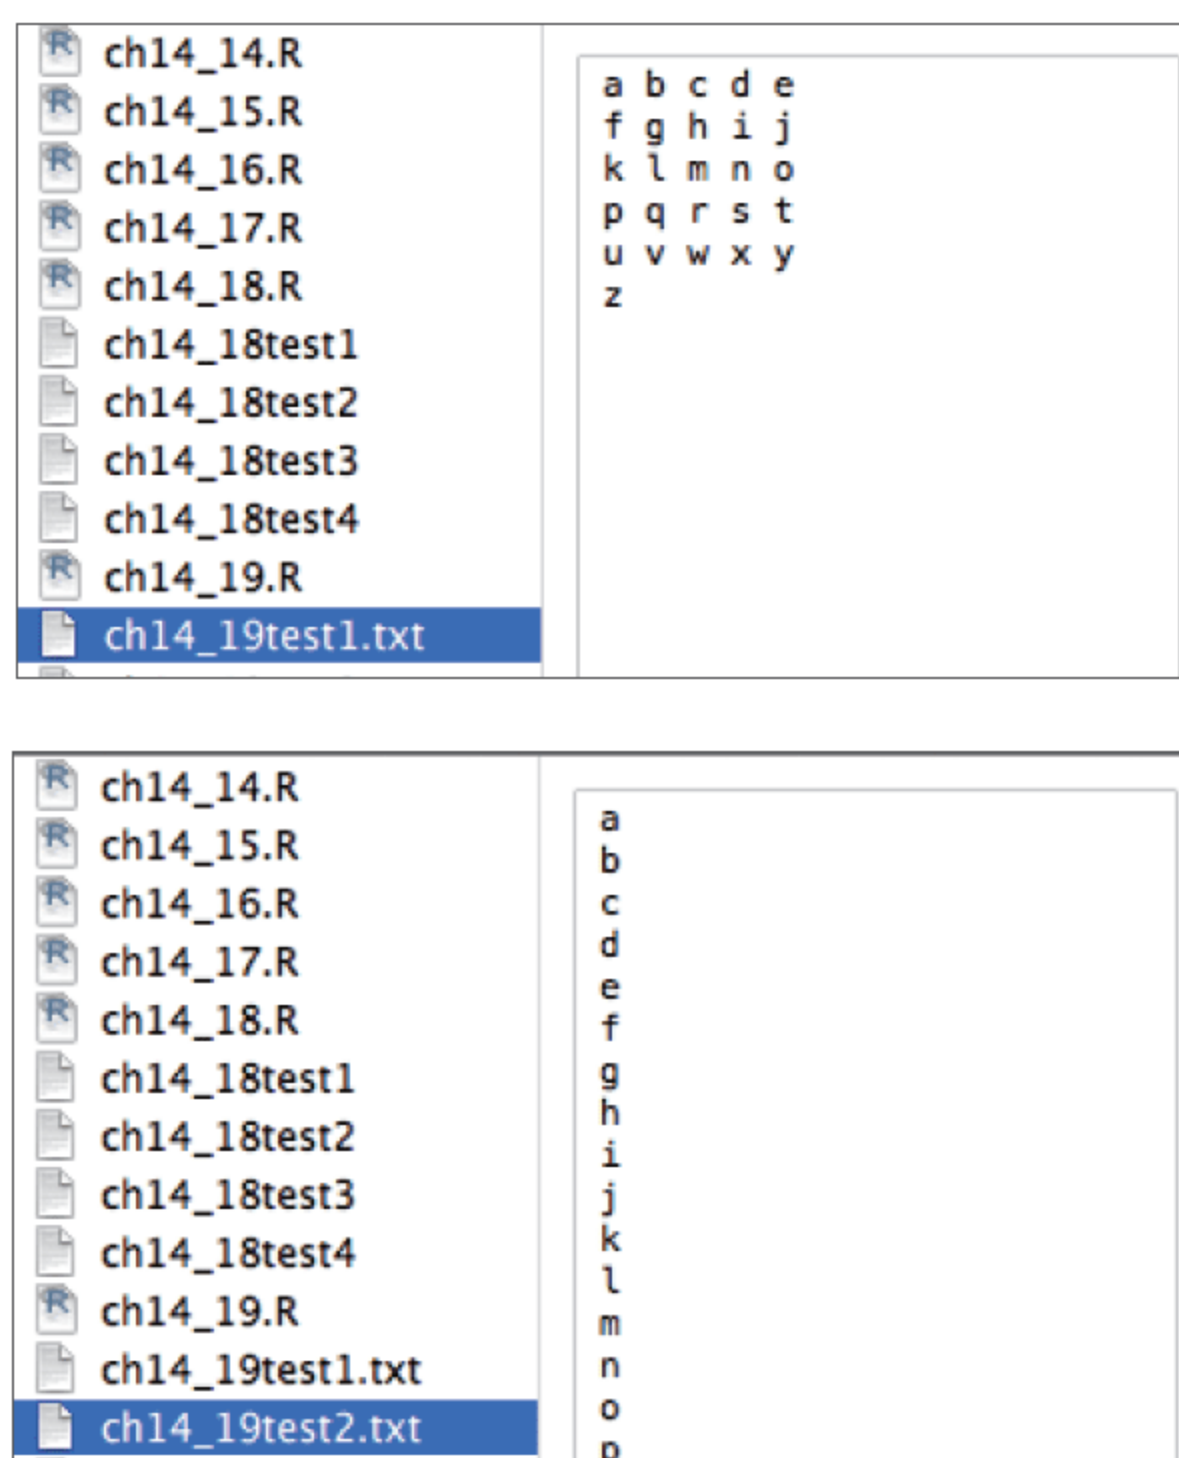 ch14_14.R
ch14_15.R
ch14_16.R
ch14_17.R
ch14_18.R
ch14_18test1
ch14_18test2
ch14_18test3
ch14_18test4
ch14_19.R
ch14_19test1.txt
a b c d e
f g h i j
k l m n o
p q r s t
u v w x y
z
ch14_14.R
ch14_15.R
ch14_16.R
ch14_17.R
ch14_18.R
ch14_18test1
ch14_18test2
ch14_18test3
ch14_18test4
ch14_19.R
ch14_19test1.txt
ch14_19test2.txt
a
b
c
d
e
f
g
h
i
j
k
l
m
n
o
p